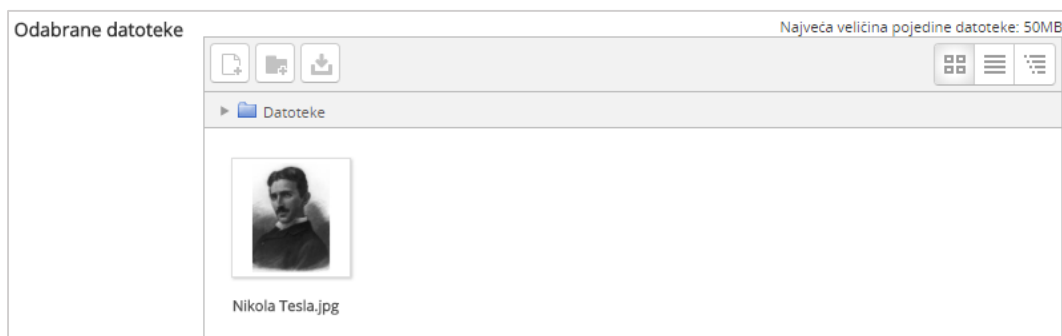 Odabrane datoteke
Najveća veličina pojedine datoteke: 50MB
Datoteke
Nikola Tesla.jpg